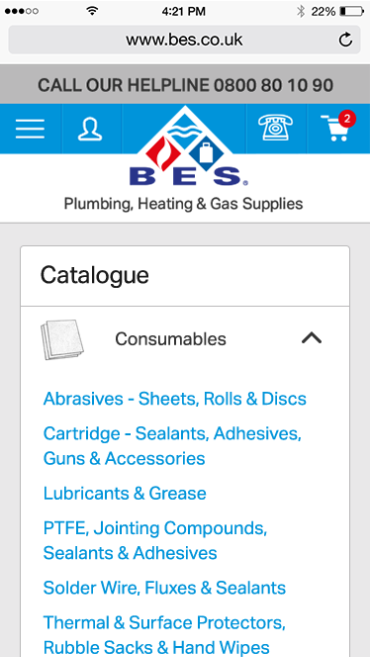 4:21 PM
22%
www.bes.co.uk
CALL OUR HELPLINE 0800 80 10 90
2
BES®
Plumbing, Heating & Gas Supplies
Catalogue
Consumables
Abrasives - Sheets, Rolls & Discs
Cartridge - Sealants, Adhesives,
Guns & Accessories
Lubricants & Grease
PTFE, Jointing Compounds,
Sealants & Adhesives
Solder Wire, Fluxes & Sealants
Thermal & Surface Protectors,
Rubble Sacks & Hand Wipes